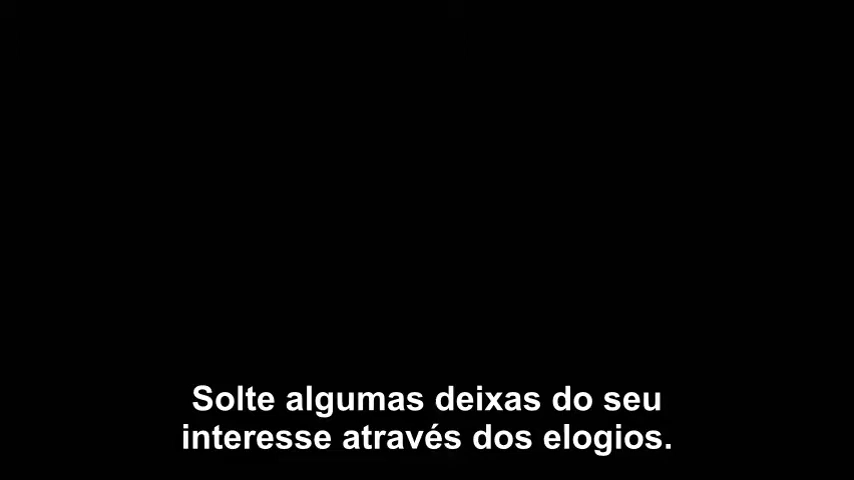 Solte algumas deixas do seu
interesse através dos elogios.